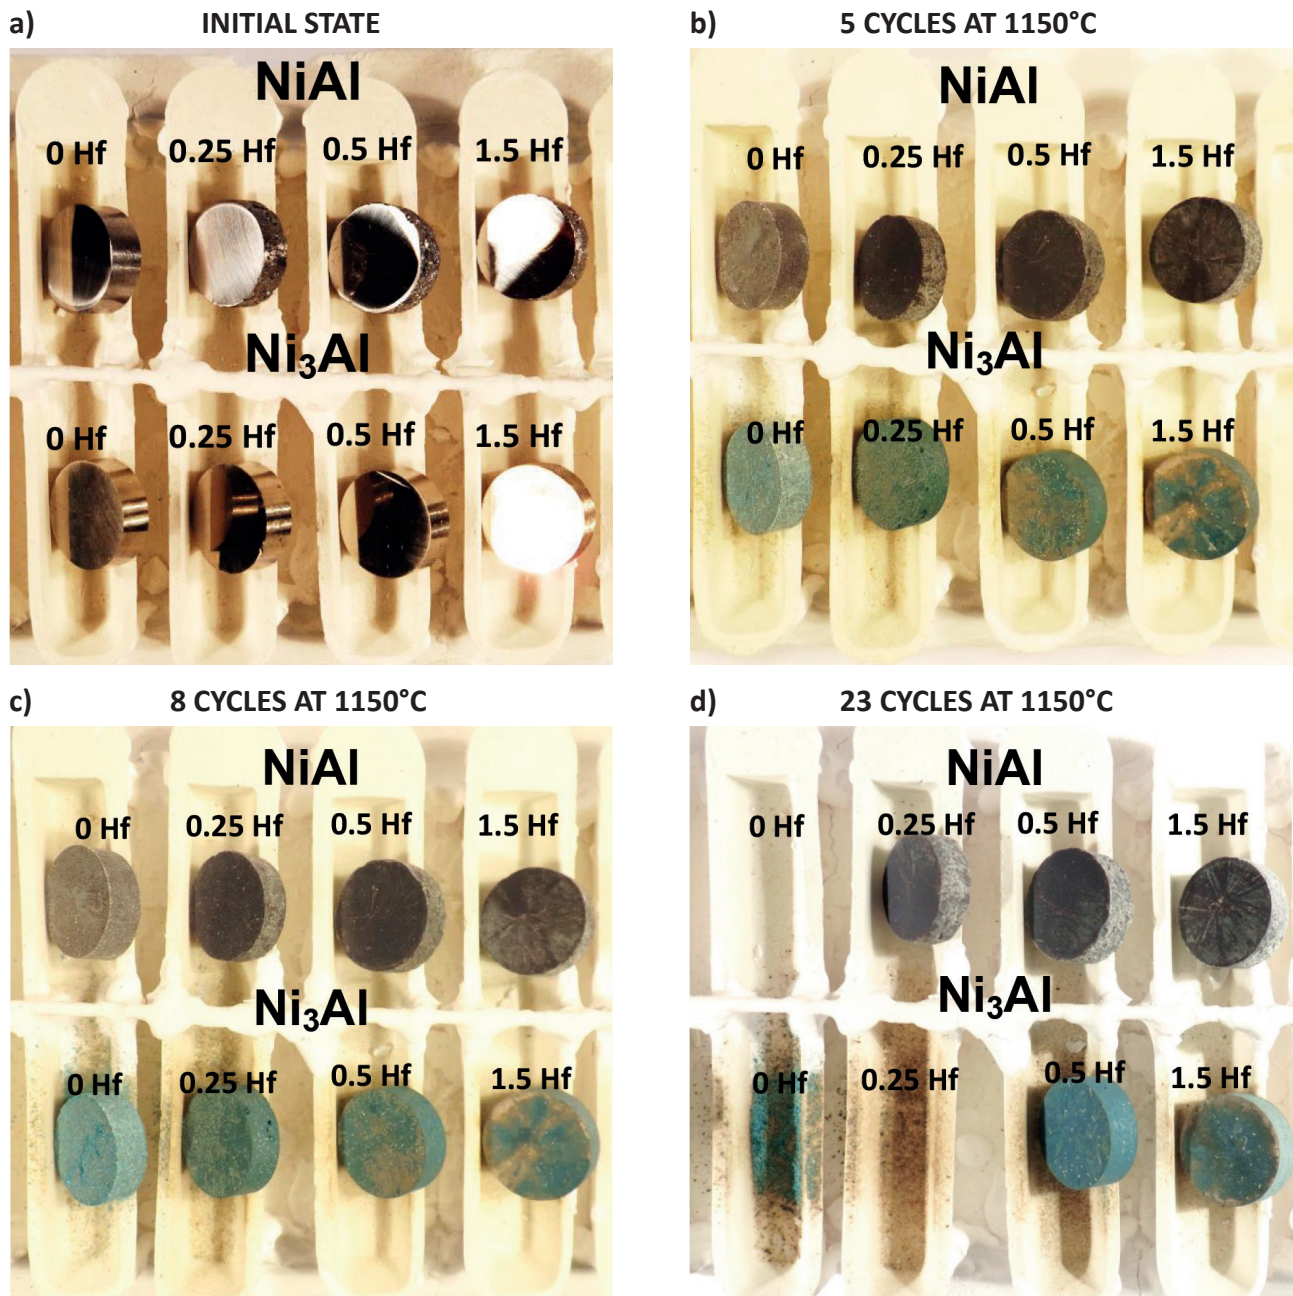 a) INITIAL STATE
NiAl
0 Hf 0.25 Hf 0.5 Hf 1.5 Hf
Ni₃Al
0 Hf 0.25 Hf 0.5 Hf 1.5 Hf
b) 5 CYCLES AT 1150°C
NiAl
0 Hf 0.25 Hf 0.5 Hf 1.5 Hf
Ni₃Al
0 Hf 0.25 Hf 0.5 Hf 1.5 Hf
c) 8 CYCLES AT 1150°C
NiAl
0 Hf 0.25 Hf 0.5 Hf 1.5 Hf
Ni₃Al
0 Hf 0.25 Hf 0.5 Hf 1.5 Hf
d) 23 CYCLES AT 1150°C
NiAl
0 Hf 0.25 Hf 0.5 Hf 1.5 Hf
Ni₃Al
0 Hf 0.25 Hf 0.5 Hf 1.5 Hf